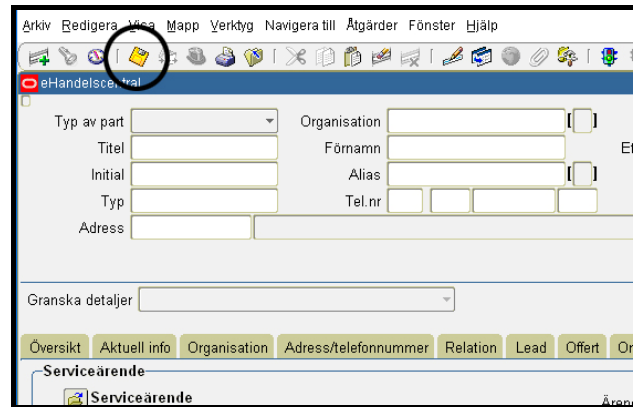 Arkiv Redigera Visa Mapp Verktyg Navigera till Åtgärder Fönster Hjälp
eHandelscentral
Typ av part Organisation [ ]
Titel Förnamn
Initial Alias [ ]
Typ Tel.nr
Adress
Granska detaljer
Översikt Aktuell info Organisation Adress/telefonnummer Relation Lead Offert
Serviceärende
Serviceärende